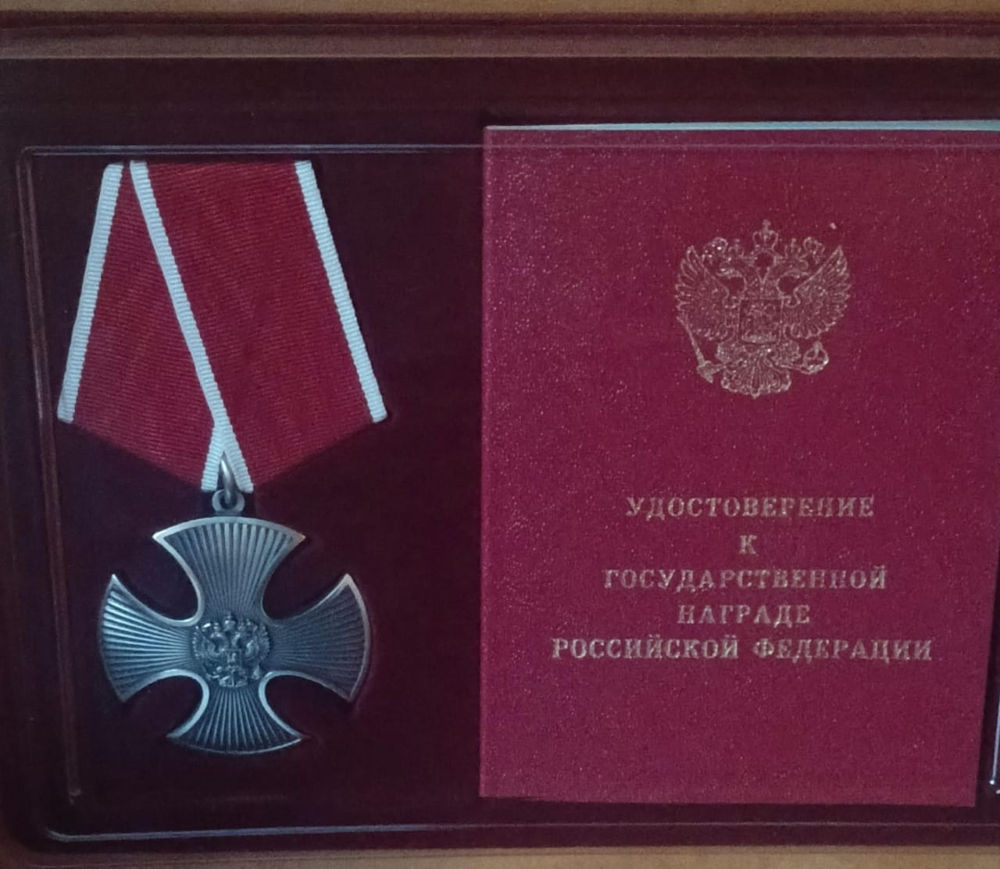 УДОСТОВЕРЕНИЕ
К
ГОСУДАРСТВЕННОЙ
НАГРАДЕ
РОССИЙСКОЙ ФЕДЕРАЦИИ